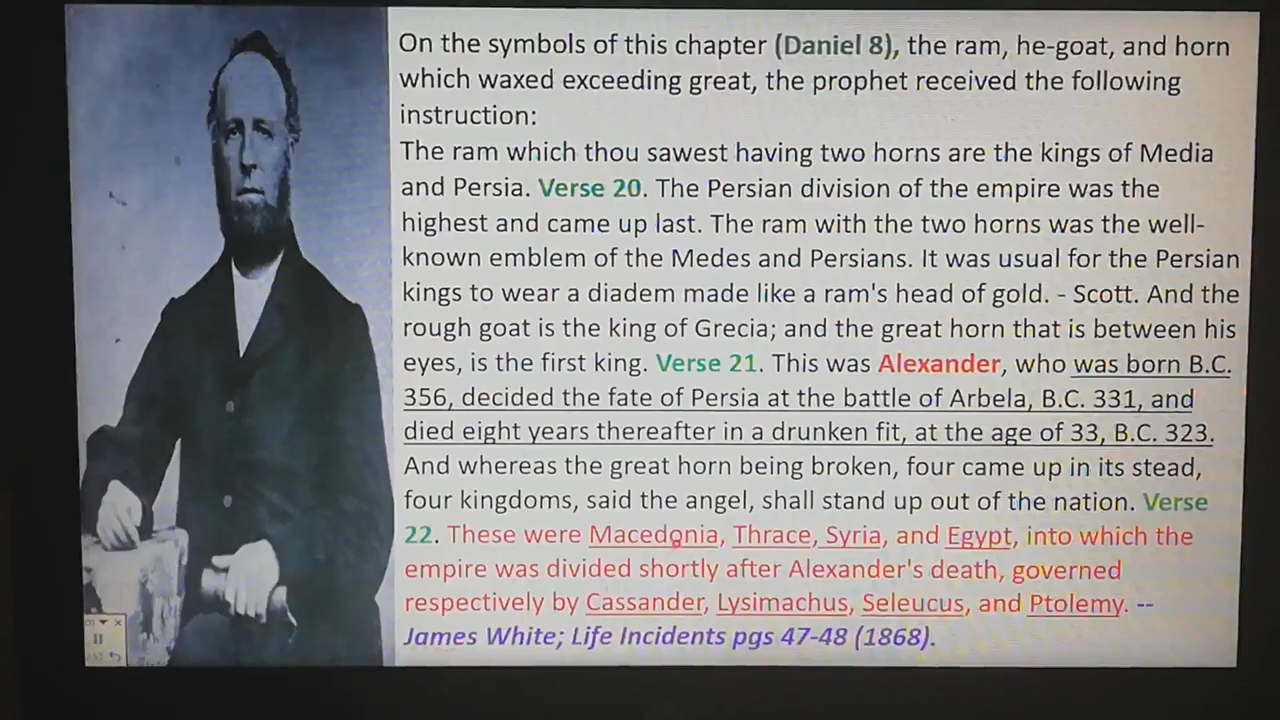 On the symbols of this chapter (Daniel 8), the ram, he-goat, and horn
which waxed exceeding great, the prophet received the following
instruction:
The ram which thou sawest having two horns are the kings of Media
and Persia. Verse 20. The Persian division of the empire was the
highest and came up last. The ram with the two horns was the well-
known emblem of the Medes and Persians. It was usual for the Persian
kings to wear a diadem made like a ram's head of gold. - Scott. And the
rough goat is the king of Grecia; and the great horn that is between his
eyes, is the first king. Verse 21. This was Alexander, who was born B.C.
356, decided the fate of Persia at the battle of Arbela, B.C. 331, and
died eight years thereafter in a drunken fit, at the age of 33, B.C. 323.
And whereas the great horn being broken, four came up in its stead,
four kingdoms, said the angel, shall stand up out of the nation. Verse
22. These were Macedonia, Thrace, Syria, and Egypt, into which the
empire was divided shortly after Alexander's death, governed
respectively by Cassander, Lysimachus, Seleucus, and Ptolemy. --
James White; Life Incidents pgs 47-48 (1868).